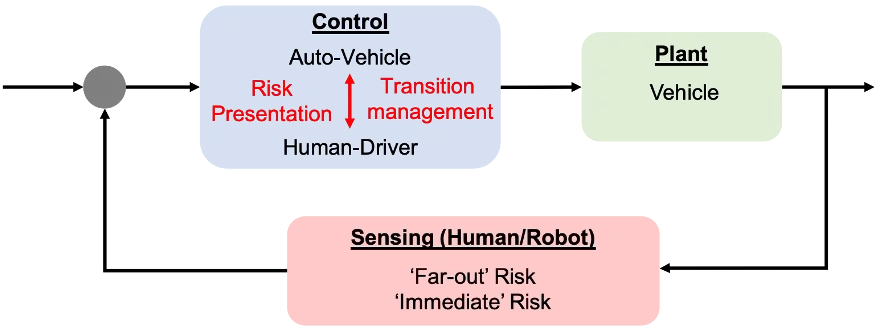 Control
Auto-Vehicle
Risk
Presentation
Transition
management
Human-Driver
Plant
Vehicle
Sensing (Human/Robot)
‘Far-out’ Risk
‘Immediate’ Risk